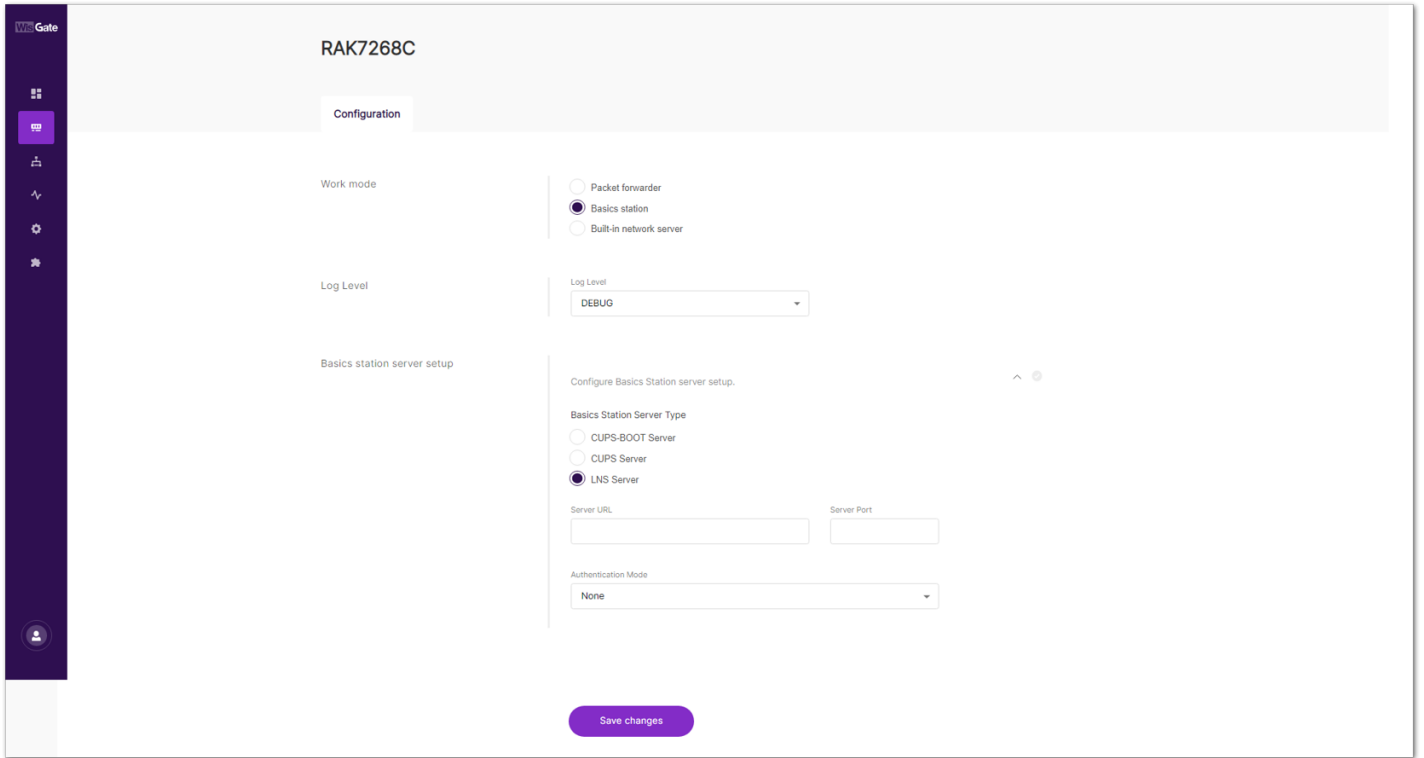 WisGate
RAK7268C
Configuration
Work mode
Packet forwarder
Basics station
Built-in network server
Log Level
Log Level
DEBUG
Basics station server setup
Configure Basics Station server setup.
Basics Station Server Type
CUPS-BOOT Server
CUPS Server
LNS Server
Server URL Server Port
Authentication Mode
None
Save changes